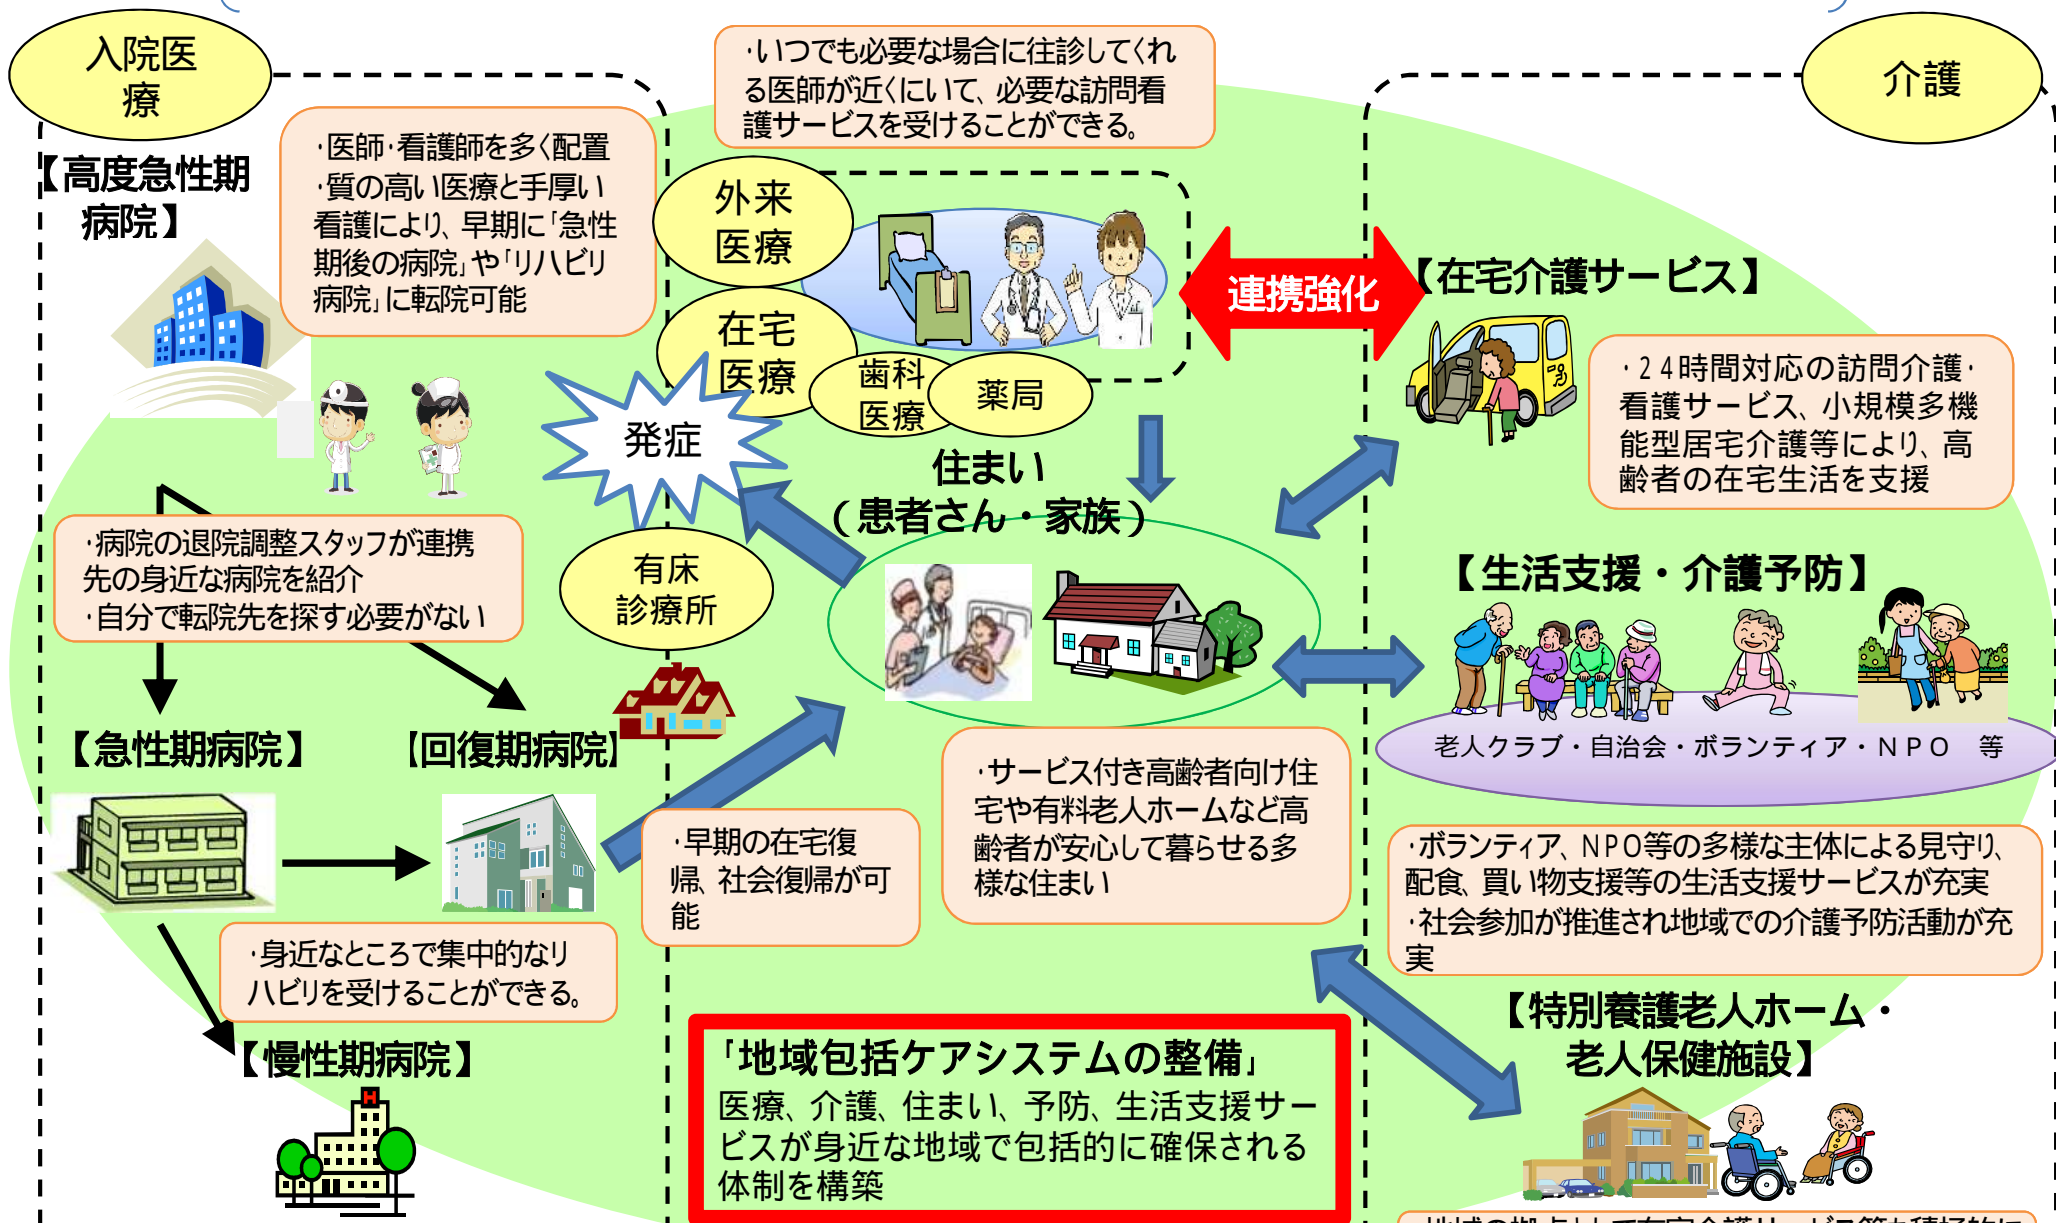 入院医
療
【高度急性期
病院】
・医師・看護師を多く配置
・質の高い医療と手厚い
看護により、早期に「急性
期後の病院」や「リハビリ
病院」に転院可能
・いつでも必要な場合に往診してくれ
る医師が近くにいて、必要な訪問看
護サービスを受けることができる。
介護
外来
医療
在宅
医療
歯科
医療
薬局
連携強化
【在宅介護サービス】
・24時間対応の訪問介護・
看護サービス、小規模多機
能型居宅介護等により、高
齢者の在宅生活を支援
発症
住まい
(患者さん・家族)
・病院の退院調整スタッフが連携
先の身近な病院を紹介
・自分で転院先を探す必要がない
有床
診療所
【生活支援・介護予防】
老人クラブ・自治会・ボランティア・NPO 等
【急性期病院】
【回復期病院】
・早期の在宅復
帰、社会復帰が可
能
・サービス付き高齢者向け住
宅や有料老人ホームなど高
齢者が安心して暮らせる多
様な住まい
・ボランティア、NPO等の多様な主体による見守り、
配食、買い物支援等の生活支援サービスが充実
・社会参加が推進され地域での介護予防活動が充
実
・身近なところで集中的なリ
ハビリを受けることができる。
【慢性期病院】
「地域包括ケアシステムの整備」
医療、介護、住まい、予防、生活支援サー
ビスが身近な地域で包括的に確保される
体制を構築
【特別養護老人ホーム・
老人保健施設】
H
・地域の拠点として在宅介護サービス等も積極的に